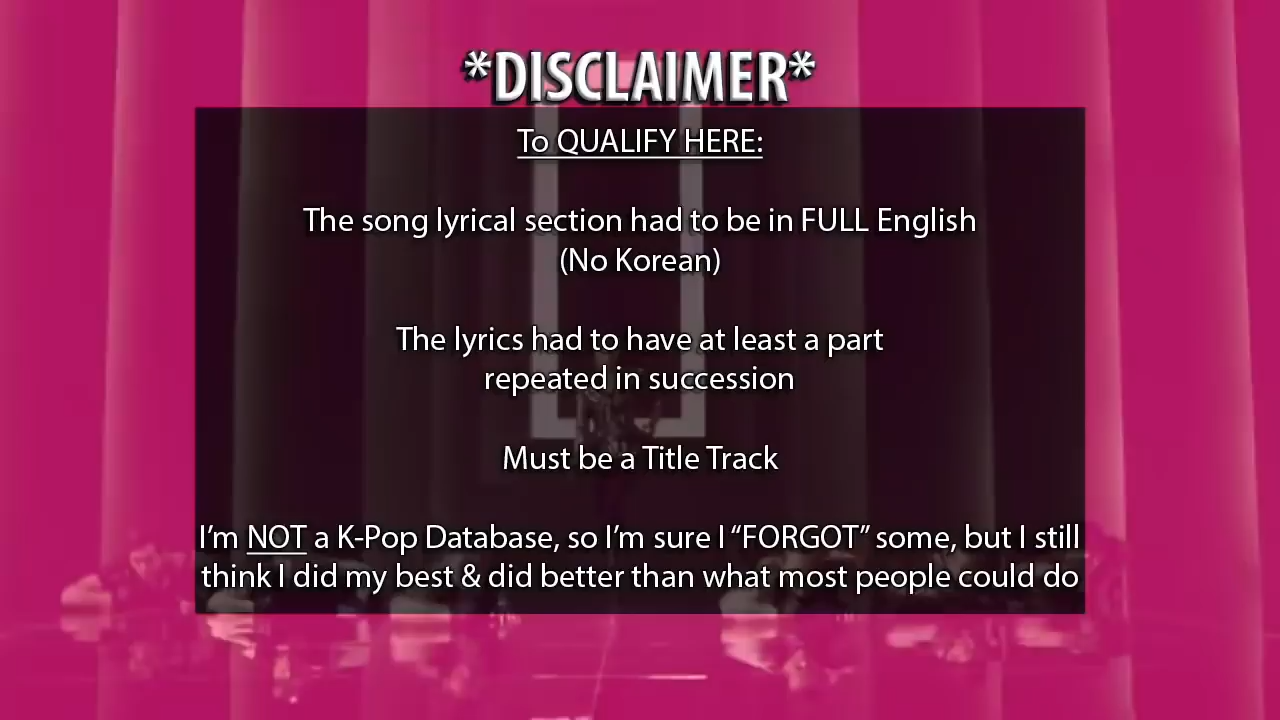 *DISCLAIMER*
To QUALIFY HERE:
The song lyrical section had to be in FULL English
(No Korean)
The lyrics had to have at least a part
repeated in succession
Must be a Title Track
I'm NOT a K-Pop Database, so I'm sure I “FORGOT” some, but I still
think I did my best & did better than what most people could do